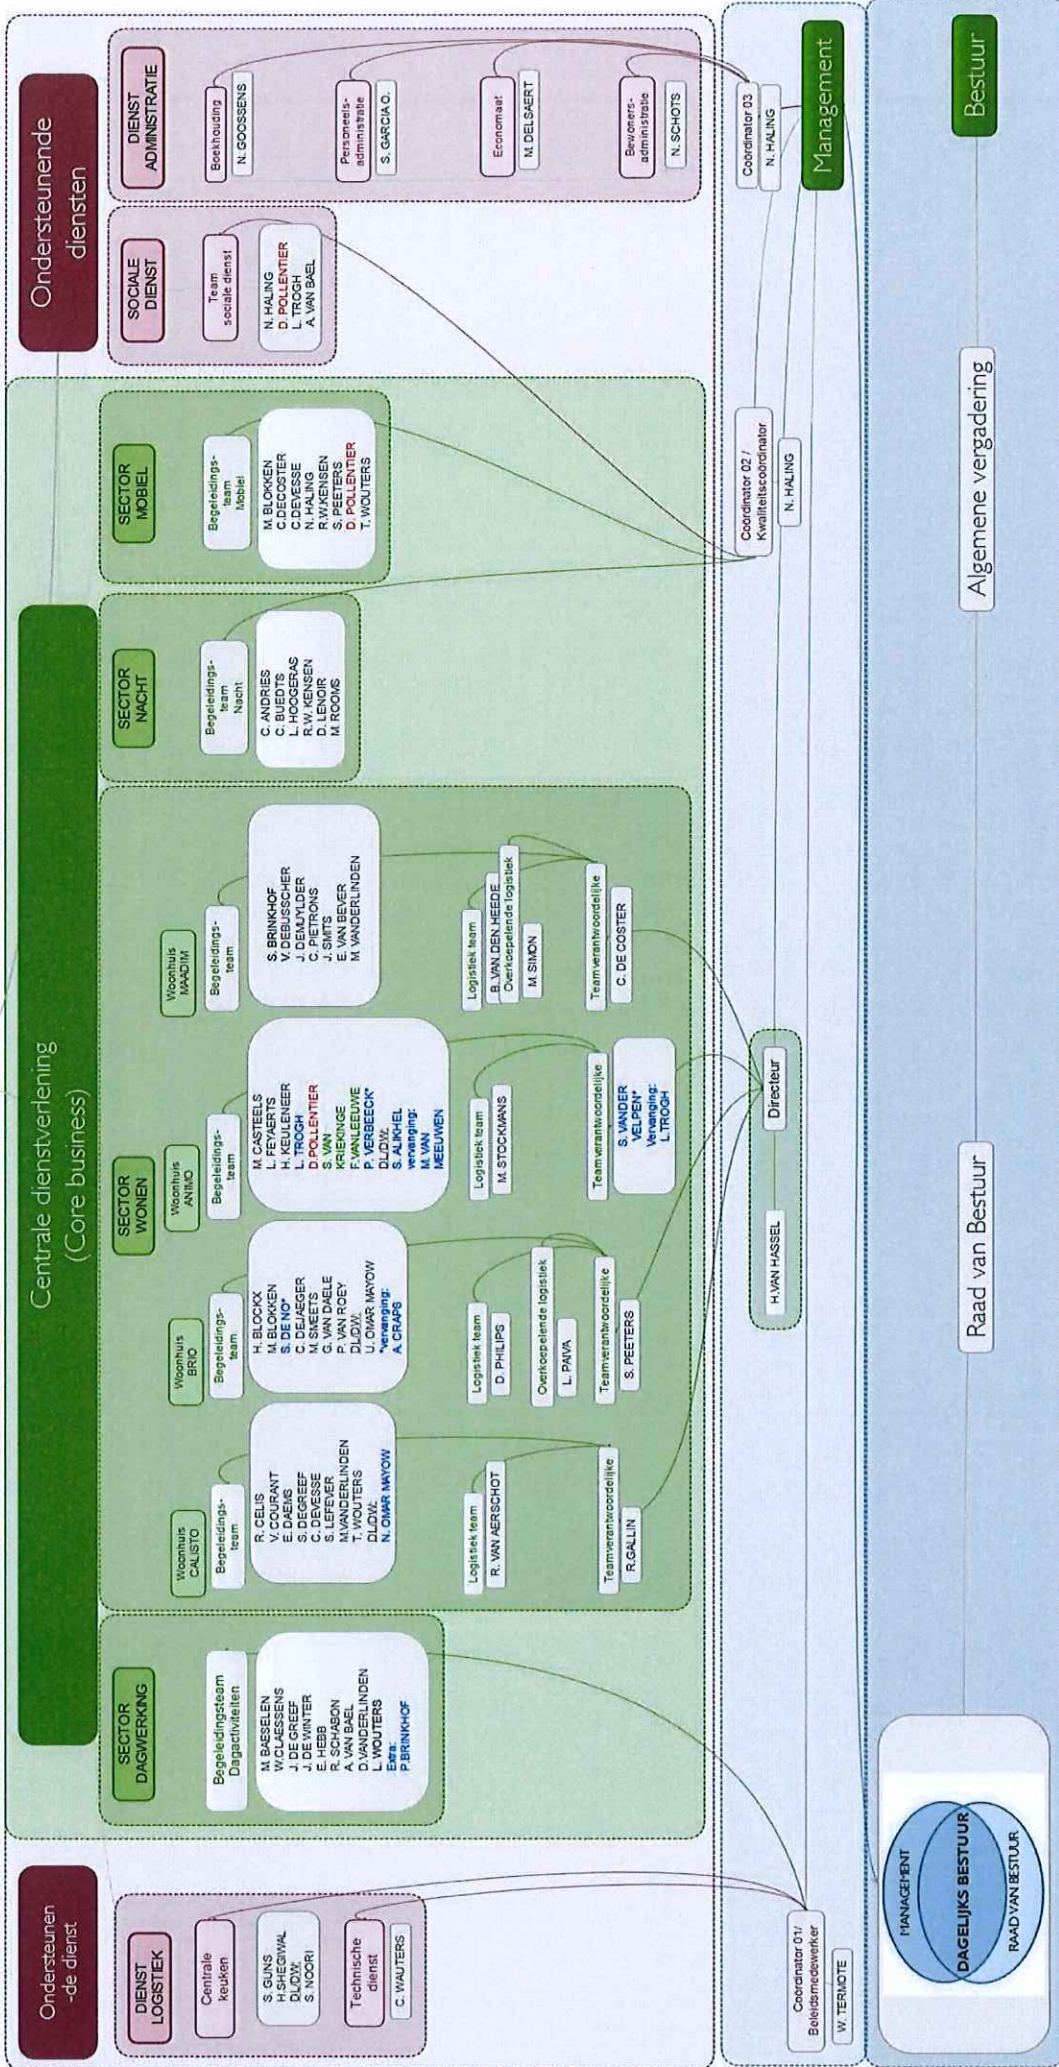 Ondersteunen
-de dienst
DIENST
LOGISTIEK
Centrale
keuken
S. GIJNS
H.SHEGIWAL
DL/DW:
S. NOORI
Technische
dienst
C. WAUTERS
Centrale dienstverlening
(Core business)
SECTOR
DAGWERKING
Begeleidingsteam
Dagactiviteiten
M. BAESELEN
W.CLAESSENS
J. DE GREEF
J. DE WINTER
E. HEBB
R. SCHABON
A. VAN BAEL
D.VANDERLINDEN
L. WOUTERS
Extra:
P.BRINKHOF
SECTOR
WONEN
Woonhuis
CALISTO
Begeleidings-
team
R. CELIS
V. COURANT
E. DAEMS
S. DEGREEF
C. DEVESSE
S. LEFEVER
M.VANDERLINDEN
T. WOUTERS
DL/DW:
N. OMAR MAYOW
Logistiek team
R. VAN AERSCHOT
Teamverantwoordelijke
R.GALLIN
Woonhuis
BRIO
Begeleidings-
team
H. BLOCKX
M. BLOKKEN
S. DE NO*
C. DEJAEGER
M. SMEETS
G. VAN DAELE
P. VAN ROEY
DL/DW:
U. OMAR MAYOW
*vervanging:
A. CRAPS
Logistiek team
D. PHILIPS
Overkoepelende logistiek
L. PAIVA
Teamverantwoordelijke
S. PEETERS
Woonhuis
ANIMO
Begeleidings-
team
M. CASTEELS
L. FEYAERTS
H. KEULENEER
L. TROGH
D.POLLENTIER
S. VAN
KRIEKINGE
F.VANLEEUWE
P. VERBEECK*
DL/DW:
S. ALIKHEL
vervanging:
M. VAN
MEEUWEN
Logistiek team
M. STOCKMANS
Teamverantwoordelijke
S. VANDER
VELPEN*
Vervanging:
L.TROGH
Woonhuis
MAADIM
Begeleidings-
team
S. BRINKHOF
V. DEBUSSCHER
J. DEMUYLDER
C. PIETRONS
J. SMITS
E. VAN BEVER
M. VANDERLINDEN
Logistiek team
B. VAN DEN HEEDE
Overkoepelende logistiek
M. SIMON
Teamverantwoordelijke
C. DE COSTER
SECTOR
NACHT
Begeleidings-
team
Nacht
C. ANDRIES
C. BUEDTS
L. HOOGERAS
R.W. KENSEN
D. LENOIR
M. ROOMS
SECTOR
MOBIEL
Begeleidings-
team
Mobiel
M. BLOKKEN
C.DECOSTER
C.DEVESSE
N. HALING
R.W.KENSEN
S. PEETERS
D. POLLENTIER
T. WOUTERS
Ondersteunende
diensten
SOCIALE
DIENST
Team
sociale dienst
N. HALING
D. POLLENTIER
L. TROGH
A. VAN BAEL
DIENST
ADMINISTRATIE
Boekhouding
N. GOOSSENS
Personeels-
administratie
S. GARCIA O.
Economaat
M. DELSAERT
Bewoners-
administratie
N. SCHOTS
Coordinator 01/
Beleidsmedewerker
W. TERMOTE
Directeur
H.VAN HASSEL
Coördinator 02 /
Kwaliteitscoördinator
N. HALING
Coordinator 03
N. HALING
Management
MANAGEMENT
DAGELIJKS BESTUUR
RAAD VAN BESTUUR
Raad van Bestuur
Algemene vergadering
Bestuur